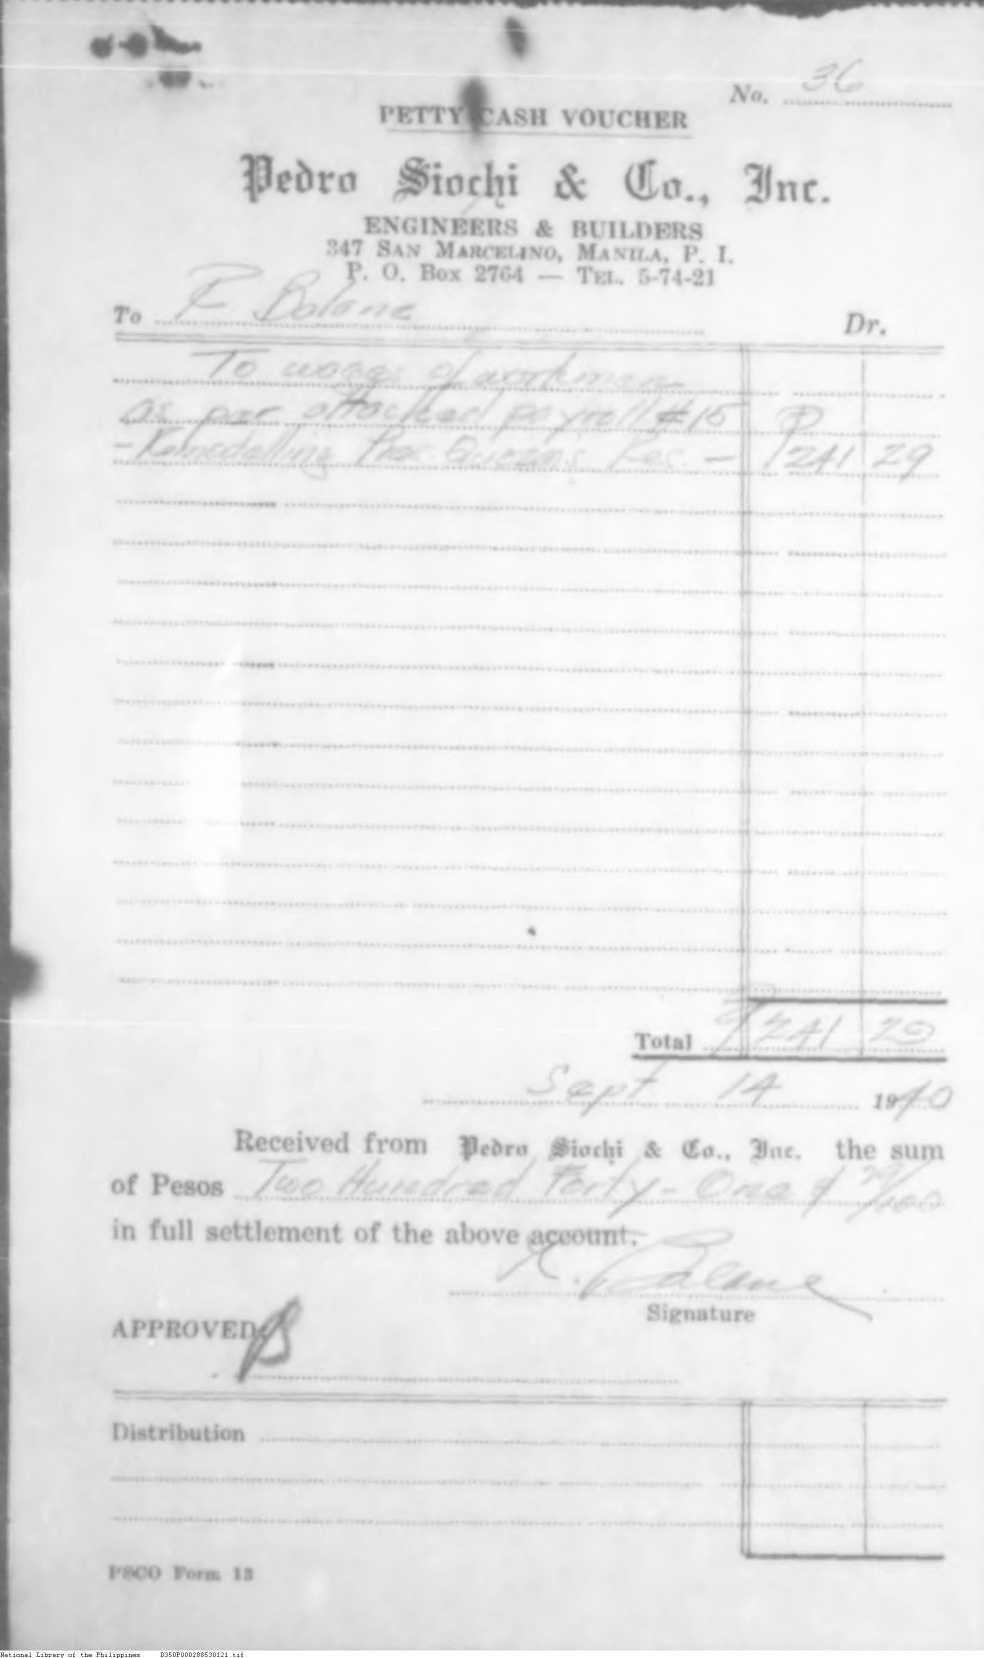 No. 36
PETTY CASH VOUCHER
Pedro Siochi & Co., Inc.
ENGINEERS & BUILDERS
347 SAN MARCELINO, MANILA, P. I.
P. O. Box 2764 — TEL. 5-74-21
To R Balane
Dr.
To wages of workmen
as per attached payroll #15 P
- Remodelling Pres. Quezon's Res. - 241 29
Total P 241 29
Sept 14 1940
Received from Pedro Siochi & Co., Inc. the sum
of Pesos Two Hundred Forty-One & 29/100
in full settlement of the above account.
R. Balane
Signature
APPROVED:
Distribution
PSCO Form 13
National Library of the Philippines D350P000288530121.tif